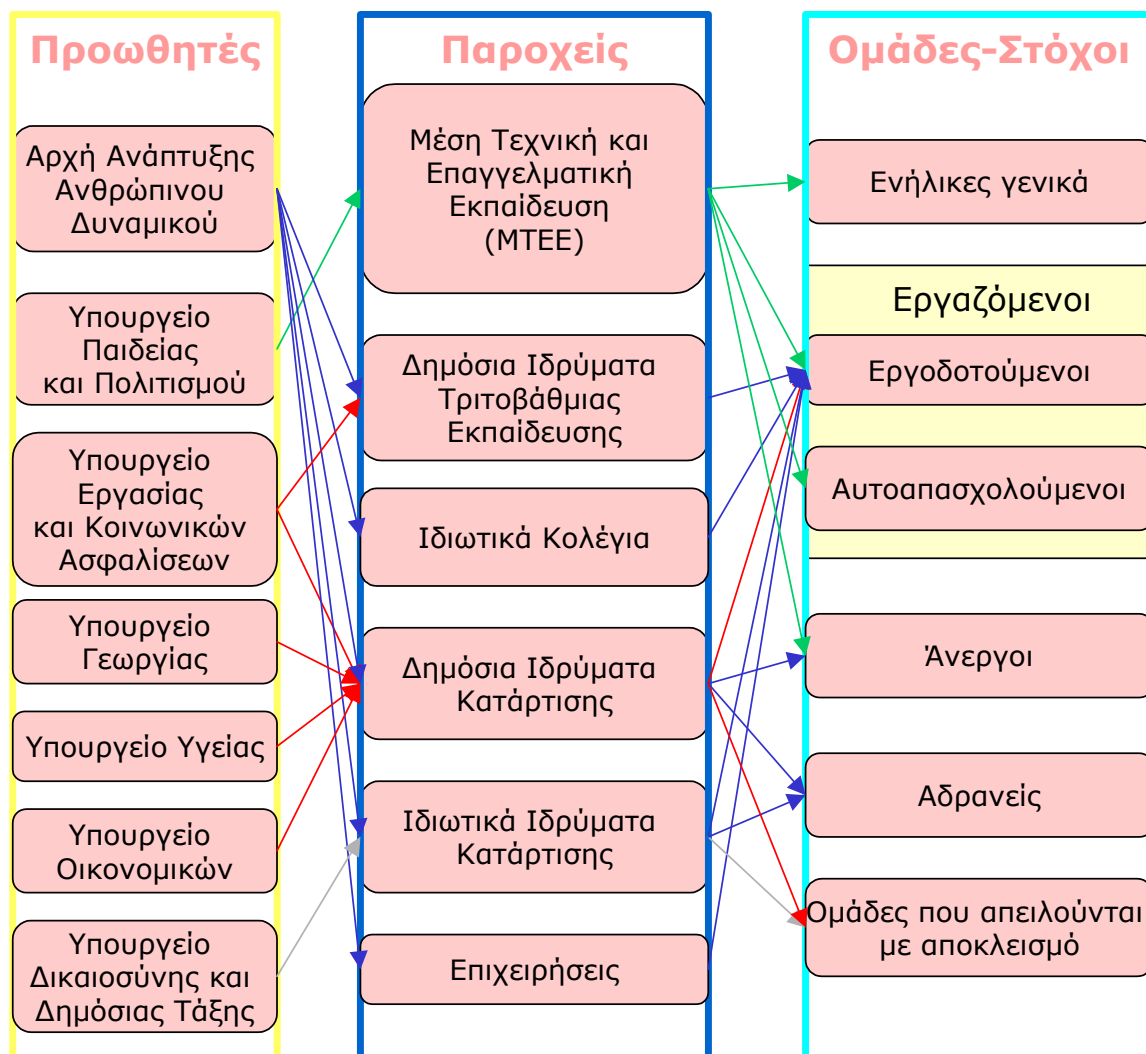 Προωθητές
Αρχή Ανάπτυξης
Ανθρώπινου
Δυναμικού
Υπουργείο
Παιδείας
και Πολιτισμού
Υπουργείο
Εργασίας
και Κοινωνικών
Ασφαλίσεων
Υπουργείο
Γεωργίας
Υπουργείο Υγείας
Υπουργείο
Οικονομικών
Υπουργείο
Δικαιοσύνης και
Δημόσιας Τάξης
Παροχείς
Μέση Τεχνική και
Επαγγελματική
Εκπαίδευση
(ΜΤΕΕ)
Δημόσια Ιδρύματα
Τριτοβάθμιας
Εκπαίδευσης
Ιδιωτικά Κολέγια
Δημόσια Ιδρύματα
Κατάρτισης
Ιδιωτικά Ιδρύματα
Κατάρτισης
Επιχειρήσεις
Ομάδες-Στόχοι
Ενήλικες γενικά
Εργαζόμενοι
Εργοδοτούμενοι
Αυτοαπασχολούμενοι
Άνεργοι
Αδρανείς
Ομάδες που απειλούνται
με αποκλεισμό